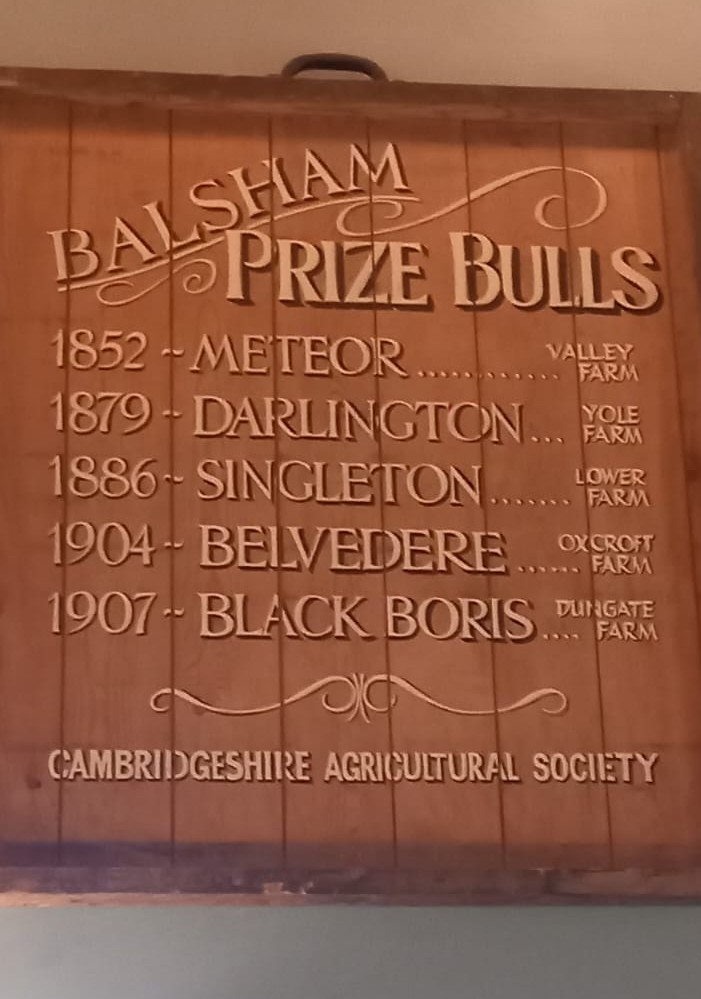 BALSHAM
PRIZE BULLS
1852 ~ METEOR ............ VALLEY FARM
1879 ~ DARLINGTON ... YOLE FARM
1886 ~ SINGLETON ....... LOWER FARM
1904 ~ BELVEDERE ...... OXCROFT FARM
1907 ~ BLACK BORIS .... DUNGATE FARM
CAMBRIDGESHIRE AGRICULTURAL SOCIETY